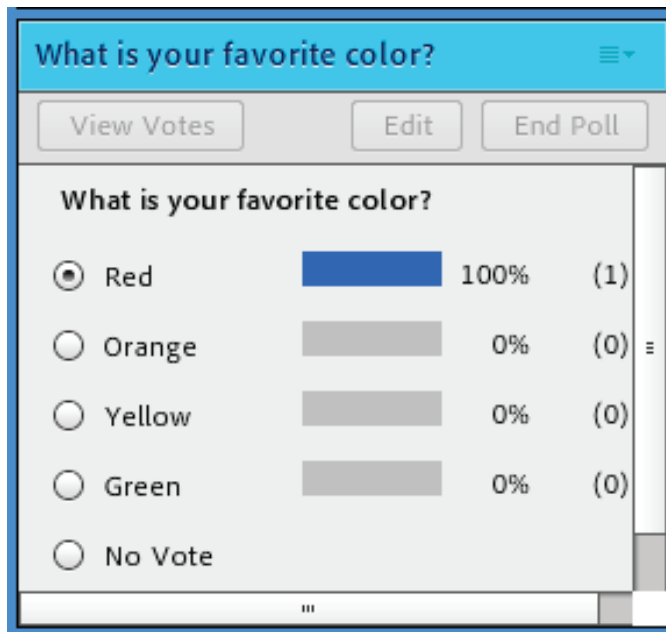 What is your favorite color?
View Votes Edit End Poll
What is your favorite color?
Red 100% (1)
Orange 0% (0)
Yellow 0% (0)
Green 0% (0)
No Vote